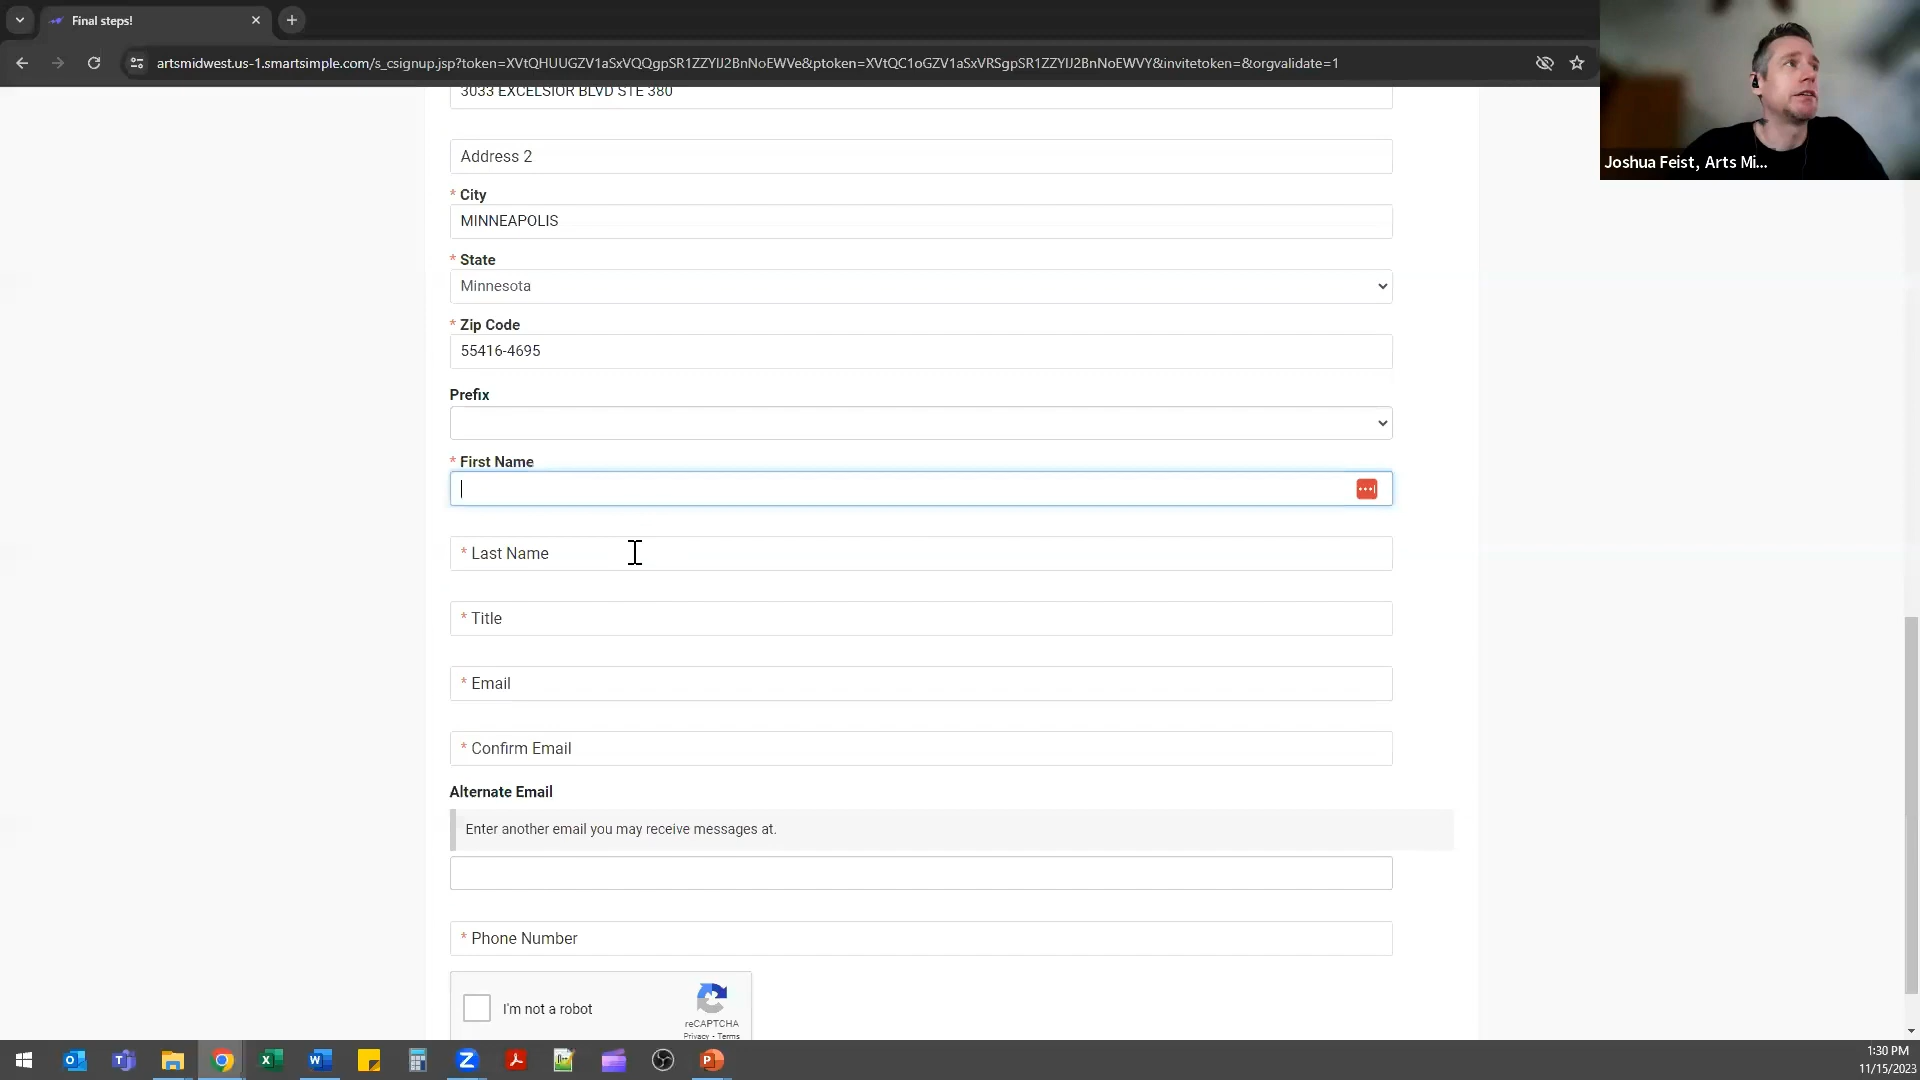 Final steps!
artsmidwest.us-1.smartsimple.com/s_csignup.jsp?token=XVtQHUUGZV1aSxVQQgpSR1ZZYlJ2BnNoEWVe&ptoken=XVtQC1oGZV1aSxVRSgpSR1ZZYlJ2BnNoEWVY&invitetoken=&orgvalidate=1
Joshua Feist, Arts Mi...
3033 EXCELSIOR BLVD STE 380
Address 2
* City
MINNEAPOLIS
* State
Minnesota
* Zip Code
55416-4695
Prefix
* First Name
* Last Name
* Title
* Email
* Confirm Email
Alternate Email
Enter another email you may receive messages at.
* Phone Number
I'm not a robot
reCAPTCHA
Privacy - Terms
1:30 PM
11/15/2023